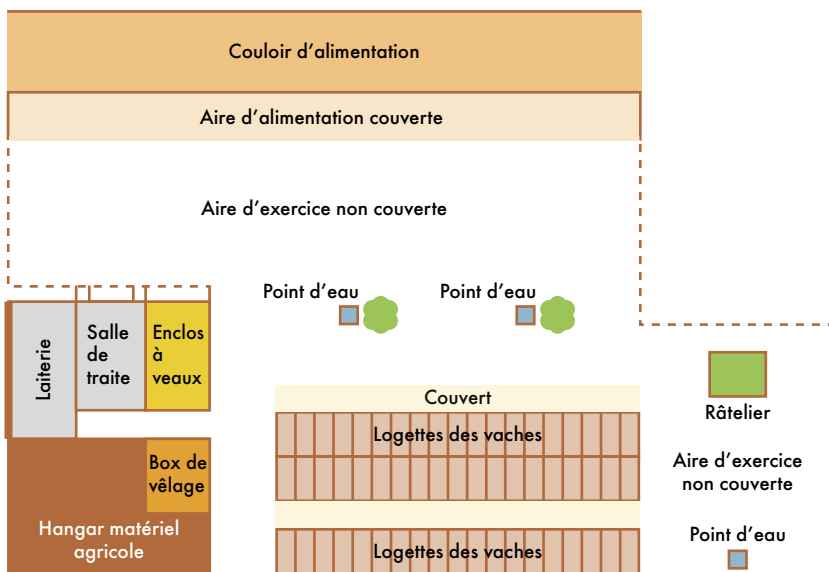 Couloir d’alimentation
Aire d’alimentation couverte
Aire d’exercice non couverte
Point d’eau
Point d’eau
Laiterie
Salle
de
traite
Enclos
à
veaux
Couvert
Râtelier
Logettes des vaches
Box de
vêlage
Aire d’exercice
non couverte
Hangar matériel
agricole
Logettes des vaches
Point d’eau